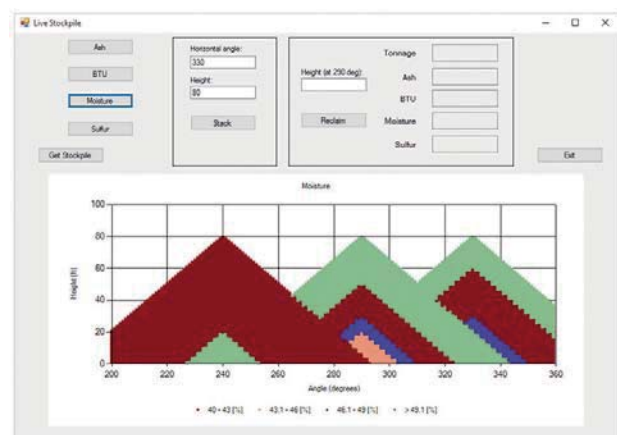 Live Stockpile
Ash
BTU
Moisture
Sulfur
Get Stockpile
Horizontal angle:
330
Height:
80
Stack
Height (at 290 deg):
Reclaim
Tonnage
Ash
BTU
Moisture
Sulfur
Exit
Moisture
100
80
60
40
20
0
Height (ft)
200 220 240 260 280 300 320 340 360
Angle (degrees)
40 - 43 [%] 43.1 - 46 [%] 46.1 - 49 [%] > 49.1 [%]